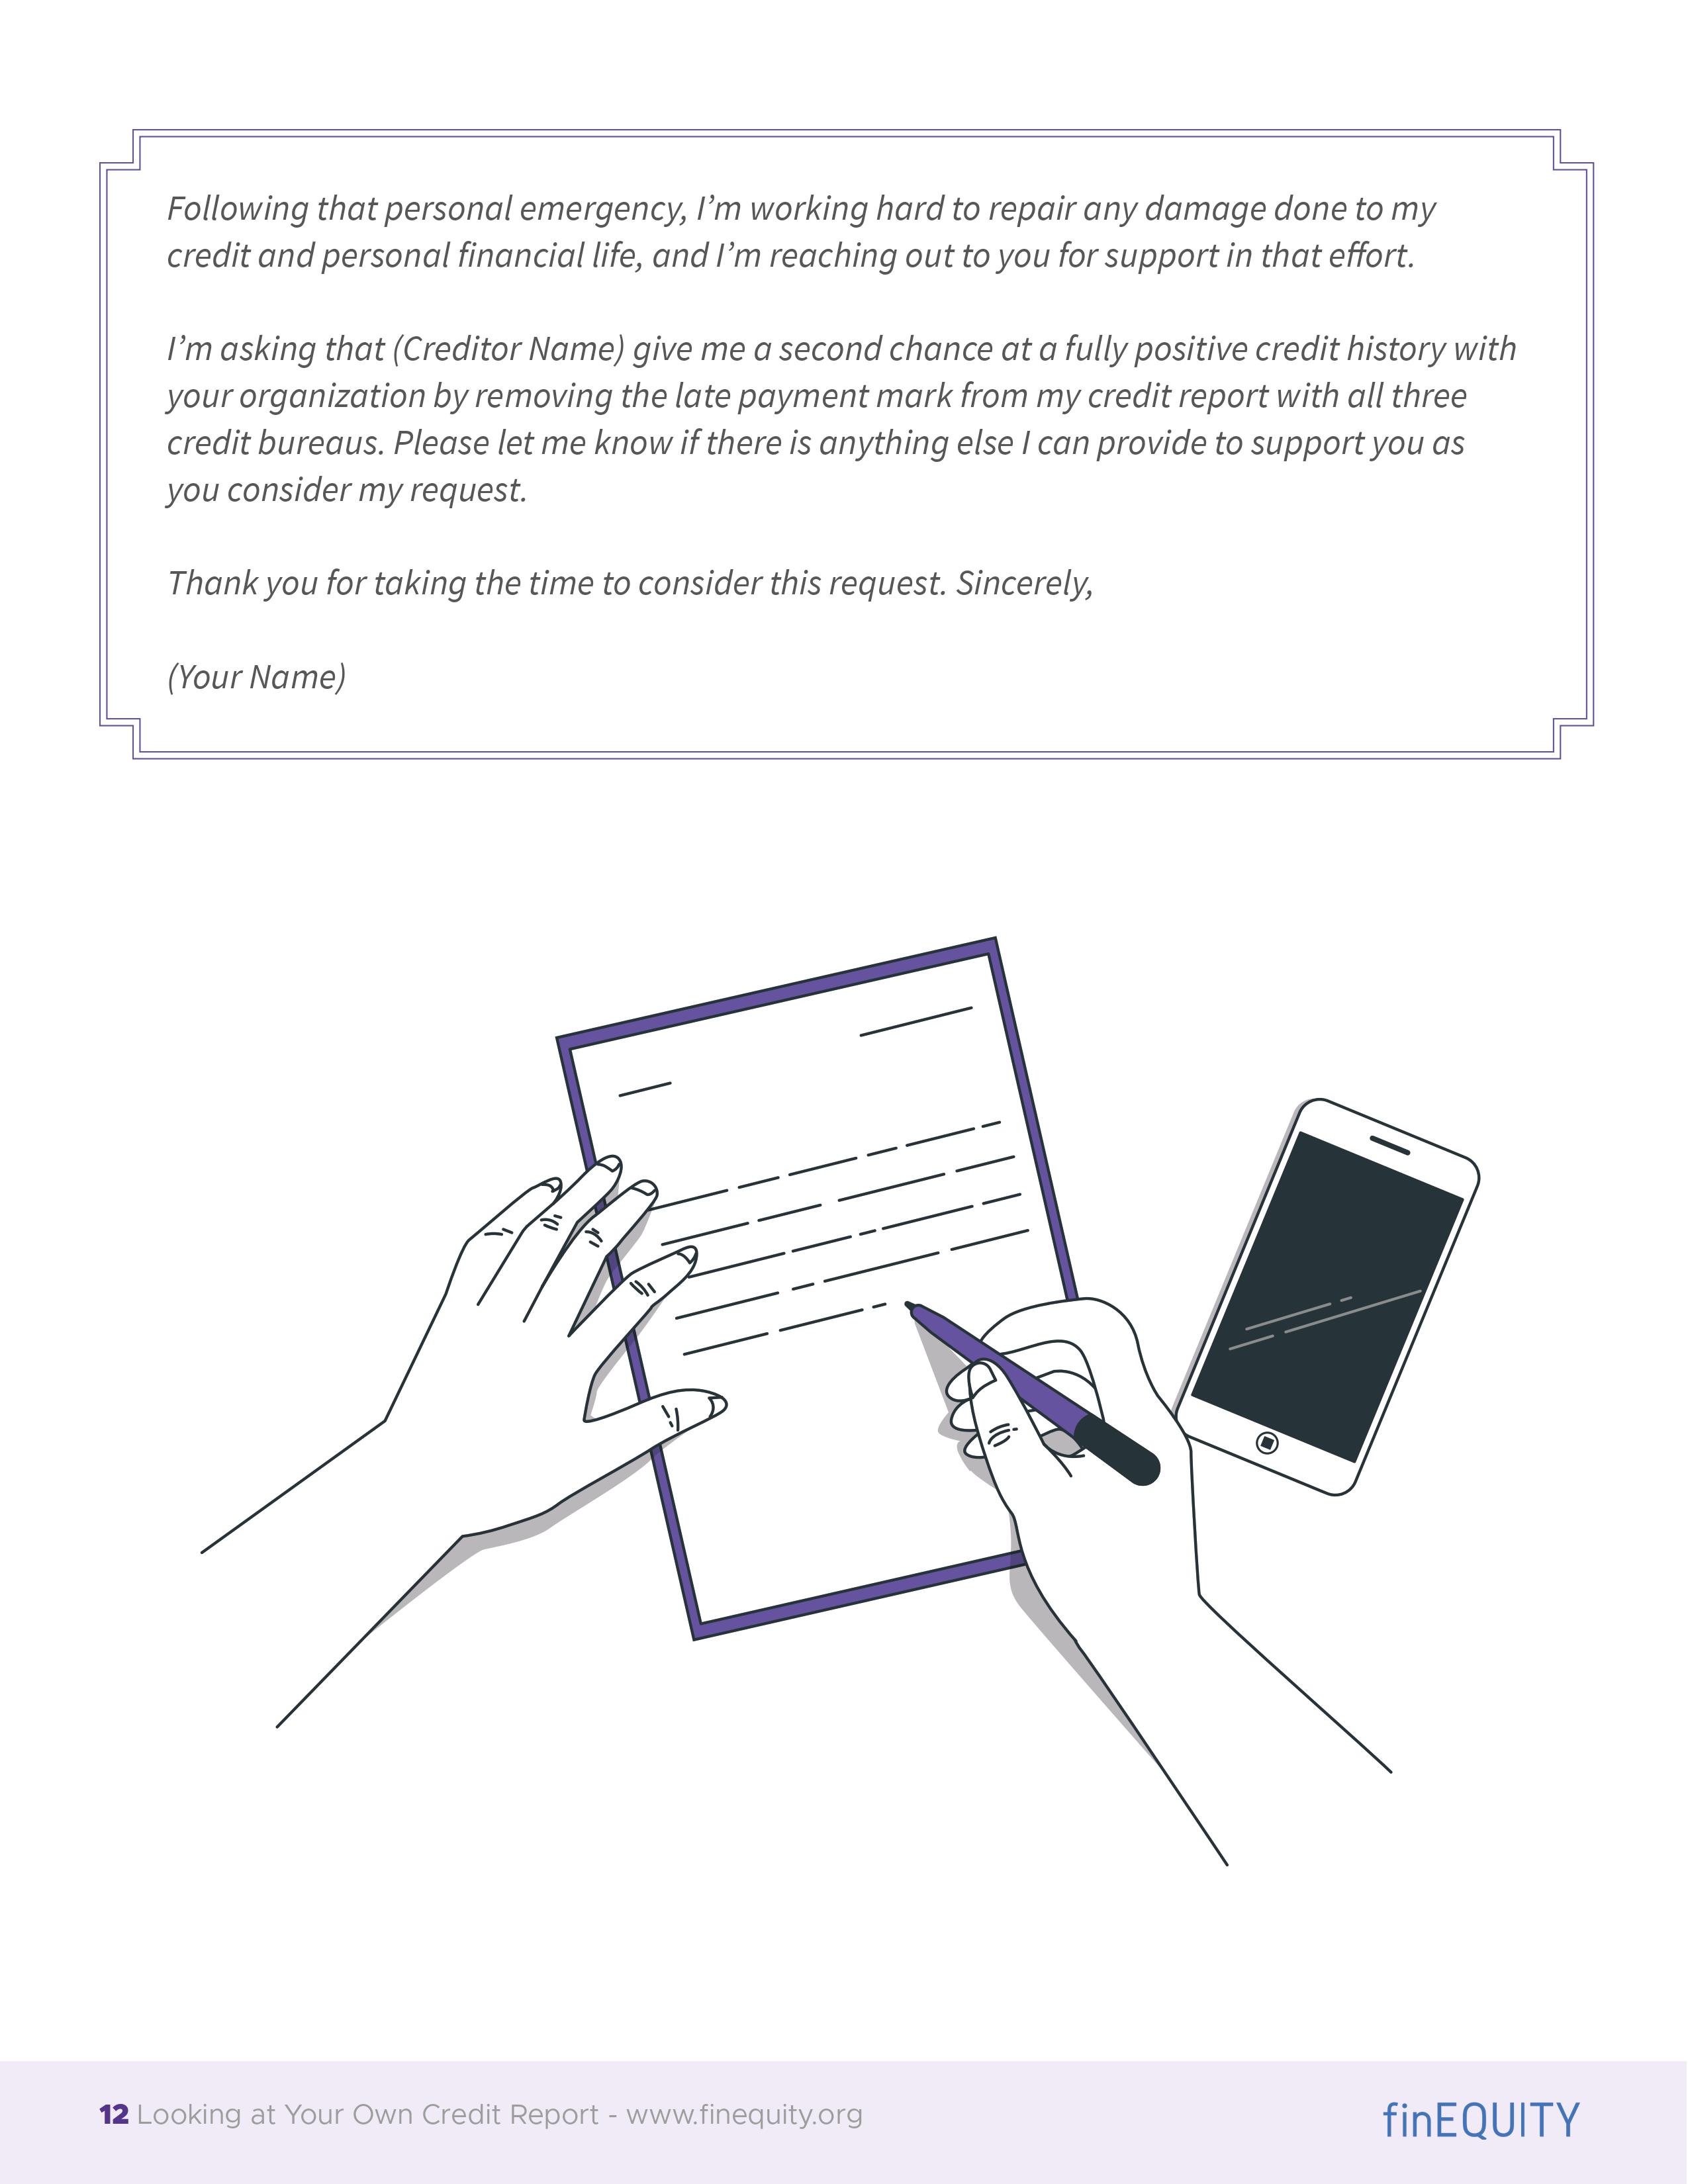 Following that personal emergency, I’m working hard to repair any damage done to my
credit and personal financial life, and I’m reaching out to you for support in that effort.
I’m asking that (Creditor Name) give me a second chance at a fully positive credit history with
your organization by removing the late payment mark from my credit report with all three
credit bureaus. Please let me know if there is anything else I can provide to support you as
you consider my request.
Thank you for taking the time to consider this request. Sincerely,
(Your Name)
12 Looking at Your Own Credit Report - www.finequity.org
finEQUITY